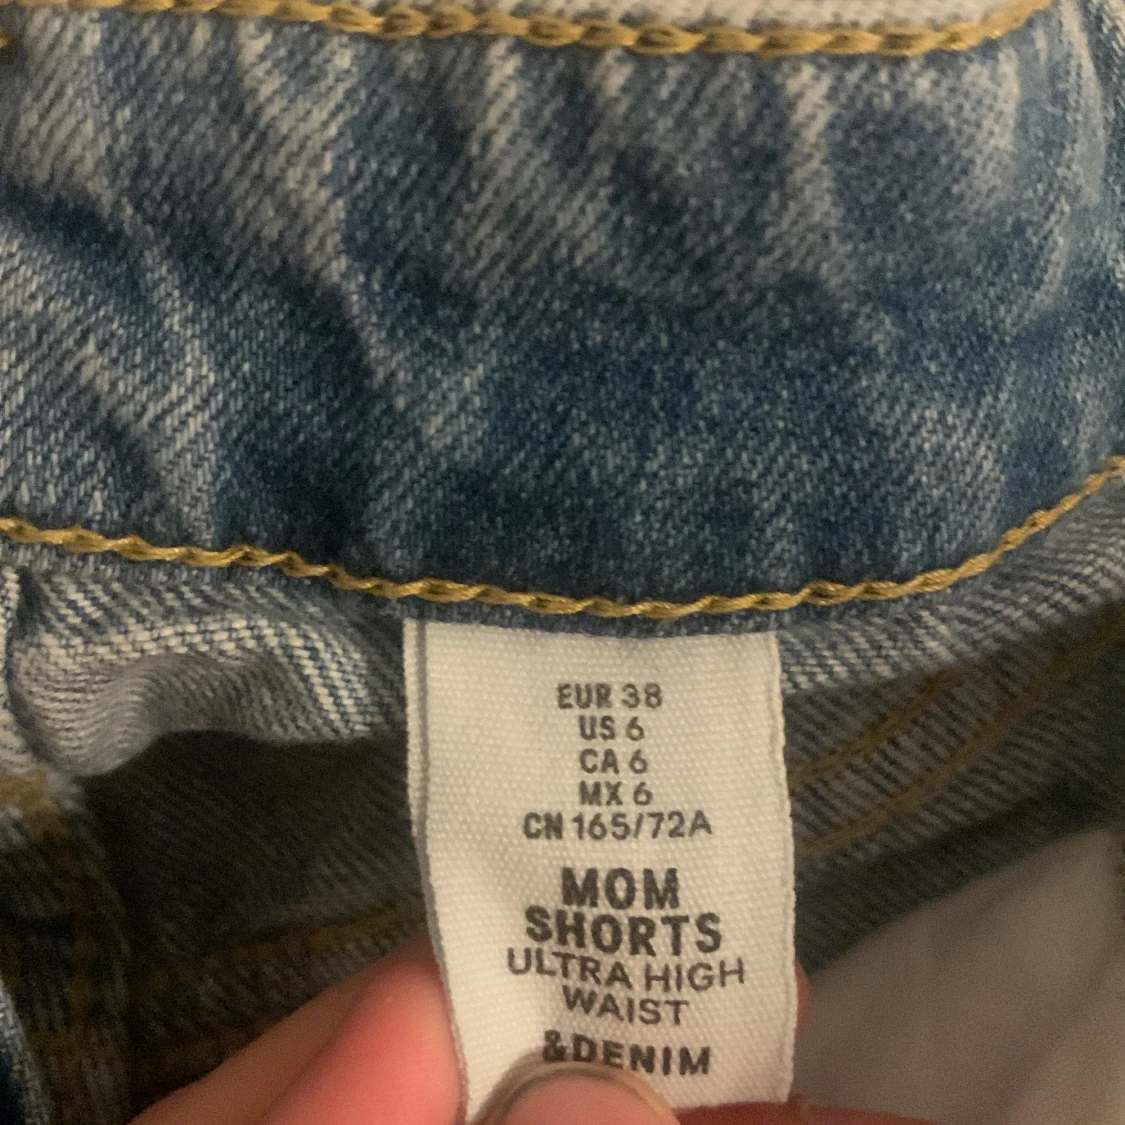 EUR 38
US 6
CA 6
MX 6
CN 165/72A
MOM
SHORTS
ULTRA HIGH
WAIST
&DENIM